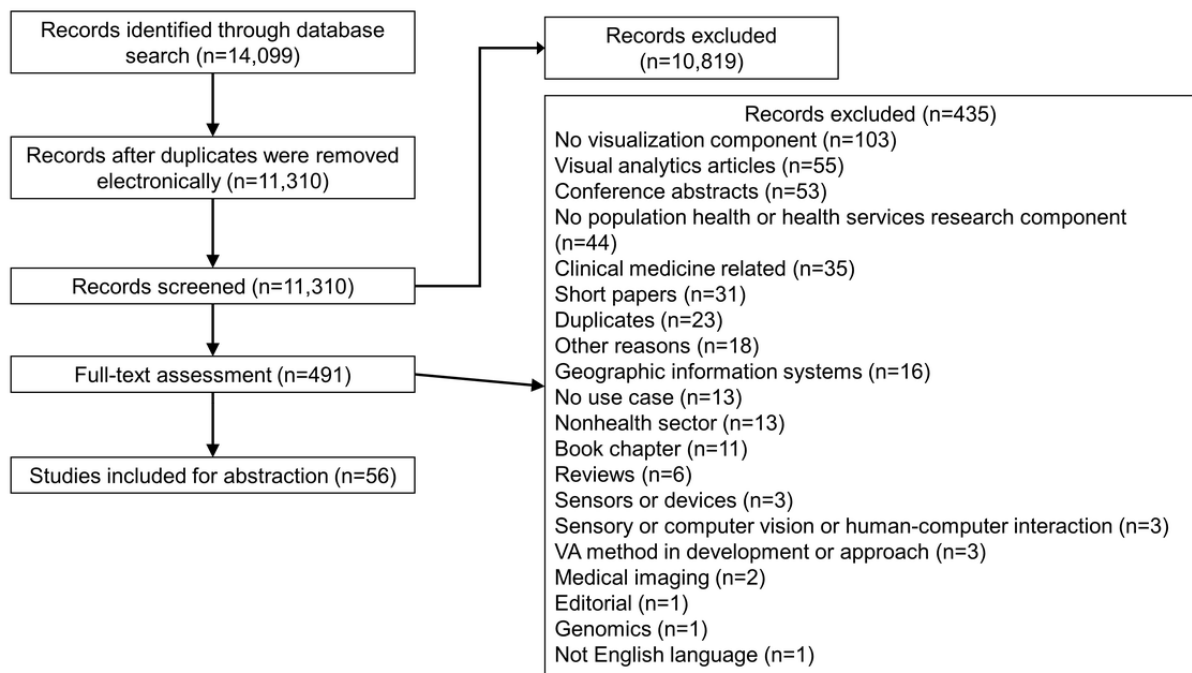 Records identified through database
search (n=14,099)
Records after duplicates were removed
electronically (n=11,310)
Records screened (n=11,310)
Full-text assessment (n=491)
Studies included for abstraction (n=56)
Records excluded
(n=10,819)
Records excluded (n=435)
No visualization component (n=103)
Visual analytics articles (n=55)
Conference abstracts (n=53)
No population health or health services research component
(n=44)
Clinical medicine related (n=35)
Short papers (n=31)
Duplicates (n=23)
Other reasons (n=18)
Geographic information systems (n=16)
No use case (n=13)
Nonhealth sector (n=13)
Book chapter (n=11)
Reviews (n=6)
Sensors or devices (n=3)
Sensory or computer vision or human-computer interaction (n=3)
VA method in development or approach (n=3)
Medical imaging (n=2)
Editorial (n=1)
Genomics (n=1)
Not English language (n=1)